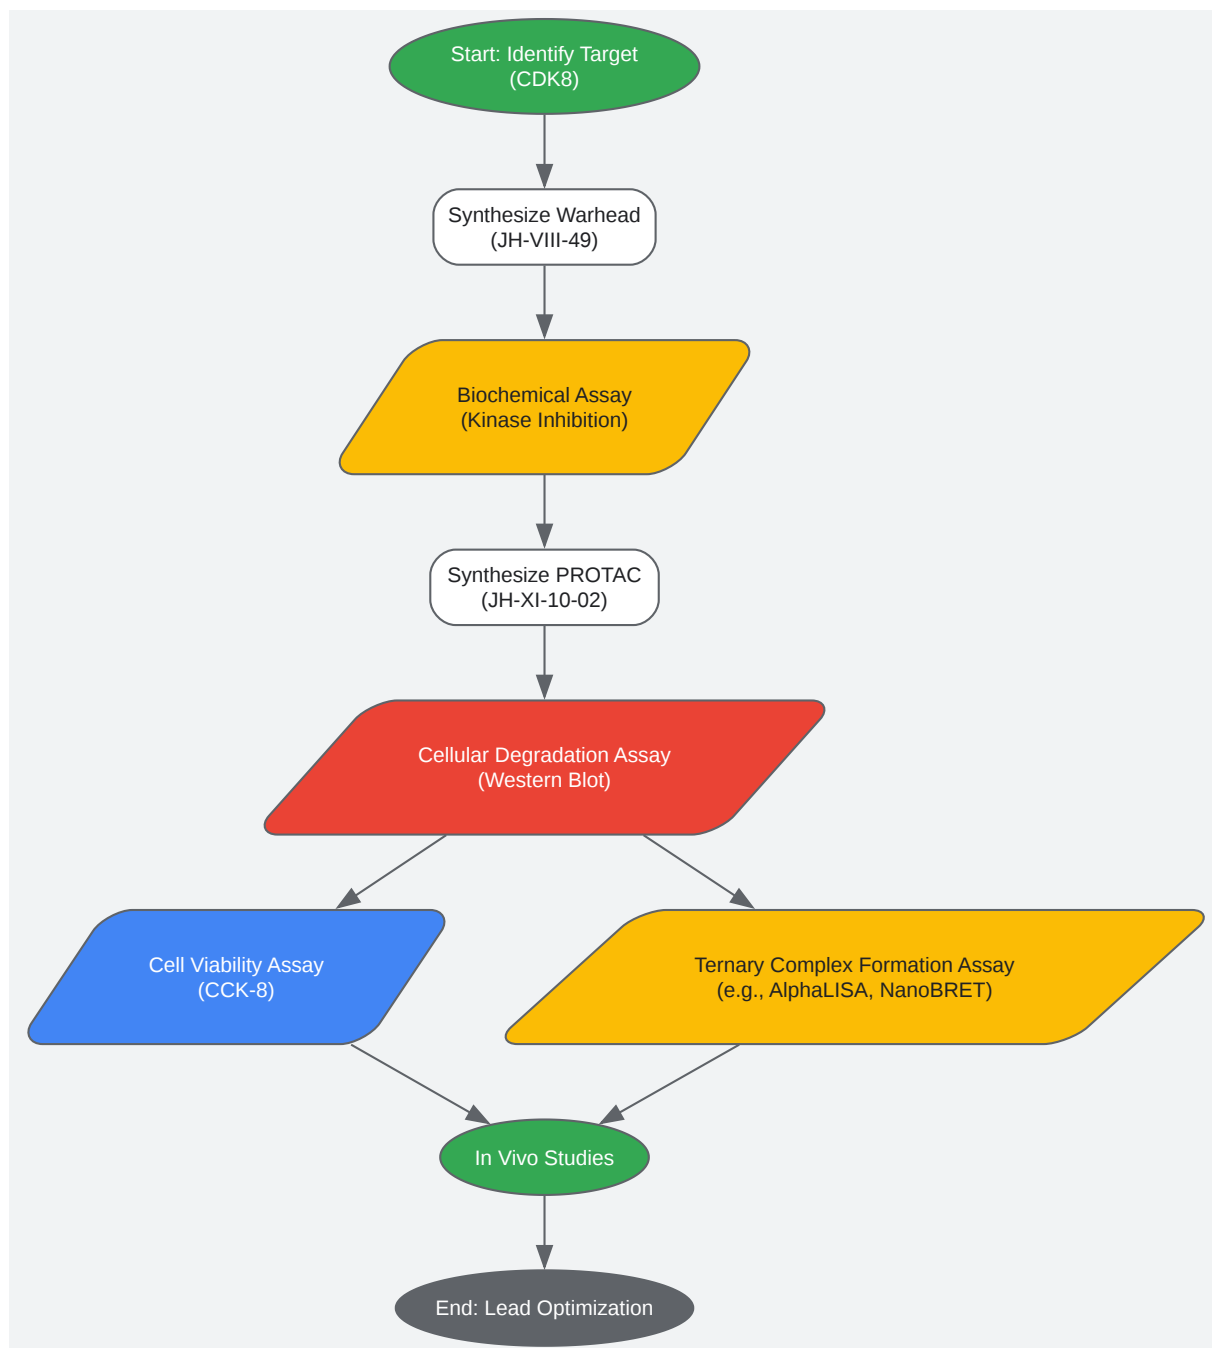 Start: Identify Target
(CDK8)
Synthesize Warhead
(JH-VIII-49)
Biochemical Assay
(Kinase Inhibition)
Synthesize PROTAC
(JH-XI-10-02)
Cellular Degradation Assay
(Western Blot)
Cell Viability Assay
(CCK-8)
Ternary Complex Formation Assay
(e.g., AlphaLISA, NanoBRET)
In Vivo Studies
End: Lead Optimization